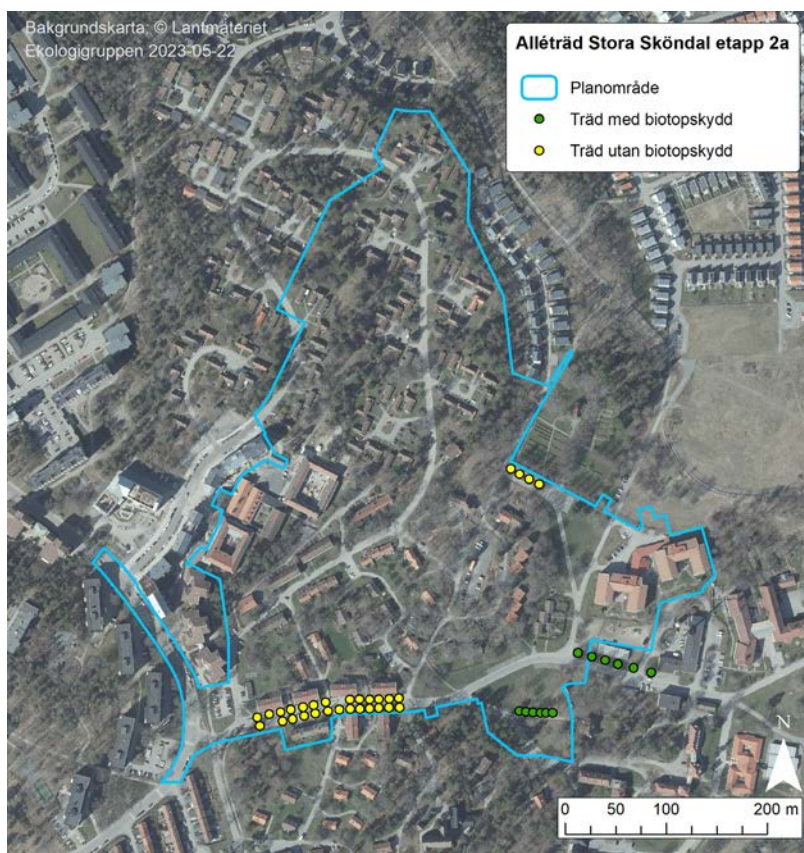 Bakgrundskarta: © Lantmäteriet
Ekologigruppen 2023-05-22
Alléträd Stora Sköndal etapp 2a
Planområde
Träd med biotopskydd
Träd utan biotopskydd
N
0 50 100 200 m